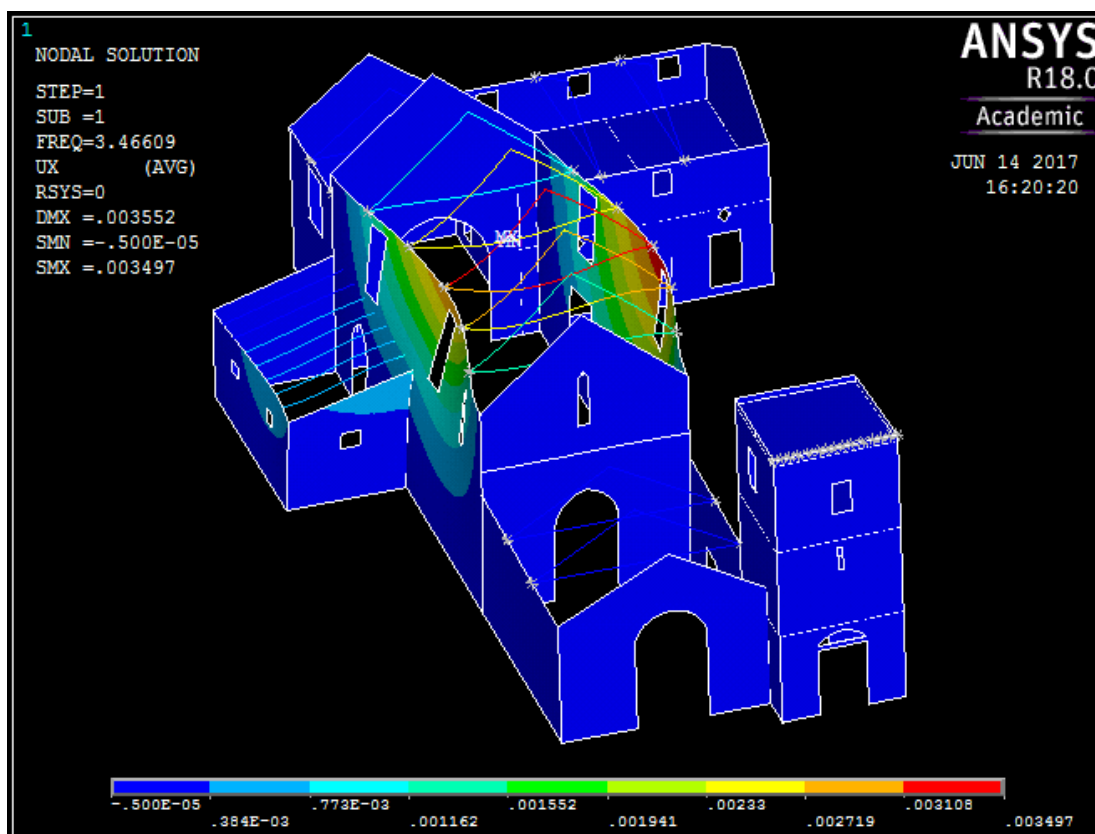 1
NODAL SOLUTION
STEP=1
SUB =1
FREQ=3.46609
UX (AVG)
RSYS=0
DMX =.003552
SMN =-.500E-05
SMX =.003497
ANSYS
R18.0
Academic
JUN 14 2017
16:20:20
-.500E-05 .773E-03 .001552 .00233 .003108
.384E-03 .001162 .001941 .002719 .003497